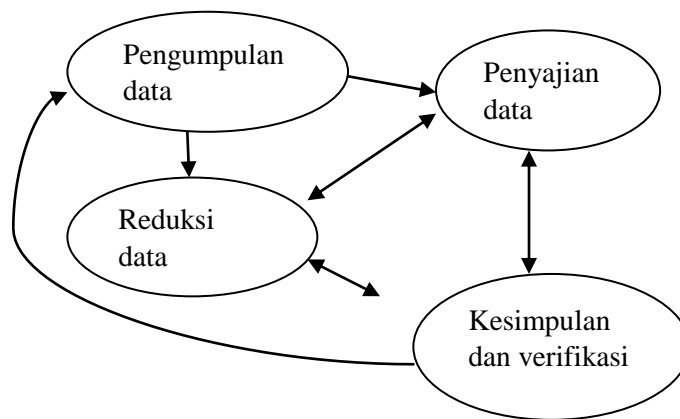 Pengumpulan
data
Penyajian
data
Reduksi
data
Kesimpulan
dan verifikasi